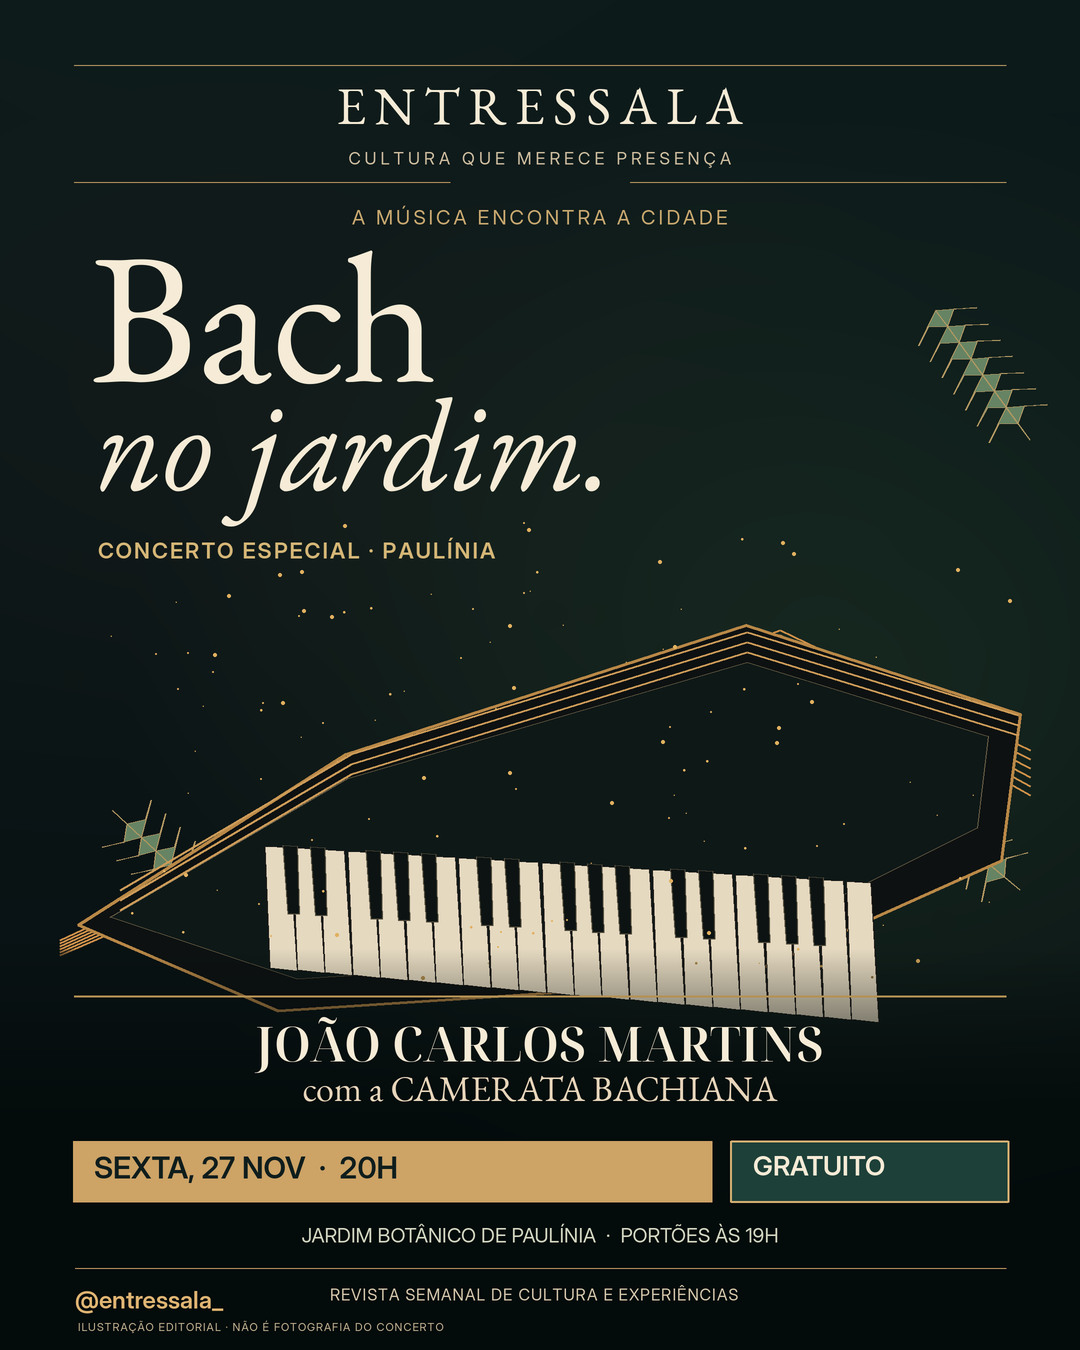 ENTRESSALA
CULTURA QUE MERECE PRESENÇA
A MÚSICA ENCONTRA A CIDADE
Bach
no jardim.
CONCERTO ESPECIAL · PAULÍNIA
JOÃO CARLOS MARTINS
com a CAMERATA BACHIANA
SEXTA, 27 NOV · 20H
GRATUITO
JARDIM BOTÂNICO DE PAULÍNIA · PORTÕES ÀS 19H
@entressala_
REVISTA SEMANAL DE CULTURA E EXPERIÊNCIAS
ILUSTRAÇÃO EDITORIAL · NÃO É FOTOGRAFIA DO CONCERTO